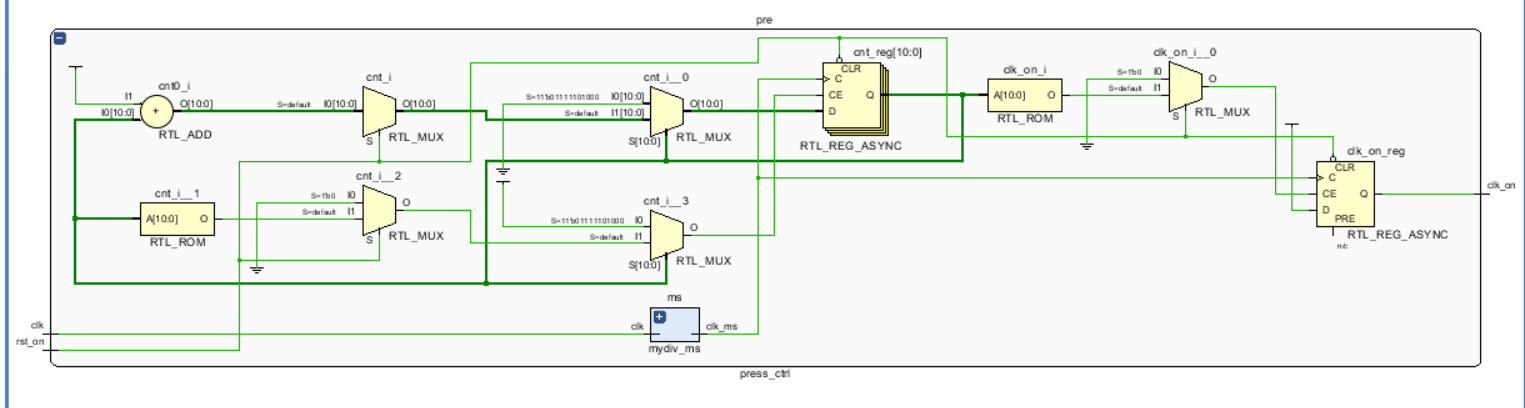 pre
cnt0_i
I1
I0[10:0]
+
O[10:0]
RTL_ADD
cnt_i
S=default
I0[10:0]
O[10:0]
S
RTL_MUX
cnt_i__0
S=11'b01111101000
I0[10:0]
S=default
I1[10:0]
O[10:0]
S[10:0]
RTL_MUX
cnt_reg[10:0]
CLR
C
CE
D
Q
RTL_REG_ASYNC
clk_on_i
A[10:0]
O
RTL_ROM
clk_on_i__0
S=1'b0
I0
S=default
I1
O
S
RTL_MUX
clk_on_reg
CLR
C
CE
D
Q
PRE
RTL_REG_ASYNC
n/c
clk_on
cnt_i__1
A[10:0]
O
RTL_ROM
cnt_i__2
S=1'b0
I0
S=default
I1
O
S
RTL_MUX
cnt_i__3
S=11'b01111101000
I0
S=default
I1
O
S[10:0]
RTL_MUX
ms
clk
clk_ms
mydiv_ms
clk
rst_on
press_ctrl